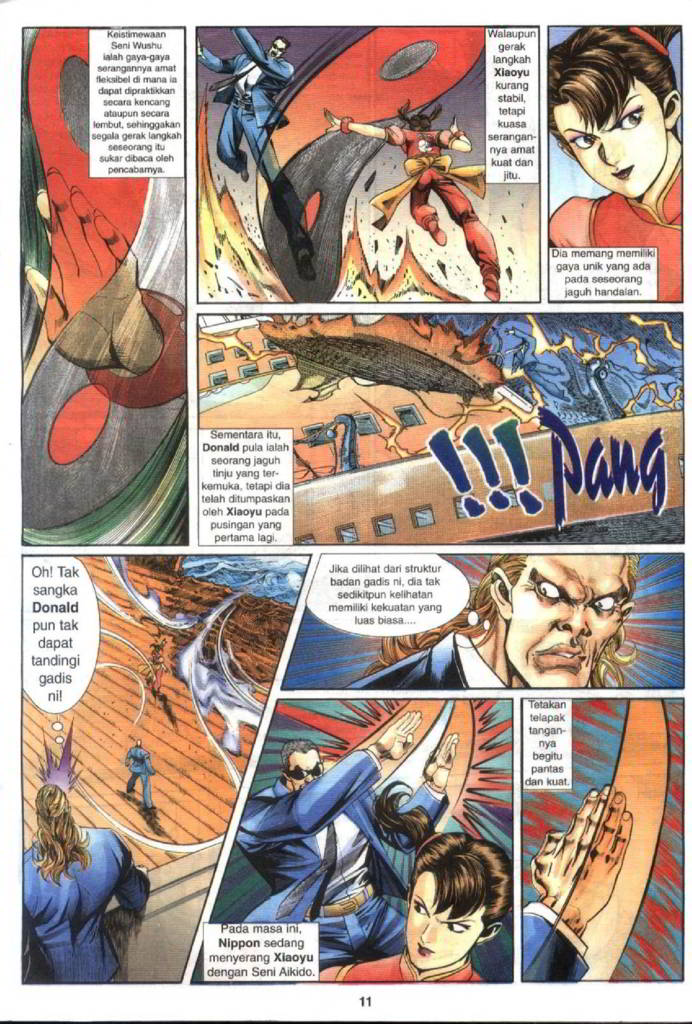 Keistimewaan
Seni Wushu
ialah gaya-gaya
serangannya amat
fleksibel di mana ia
dapat dipraktikkan
secara kencang
ataupun secara
lembut, sehinggakan
segala gerak langkah
seseorang itu
sukar dibaca oleh
pencabarnya.
Walaupun
gerak
langkah
Xiaoyu
kurang
stabil,
tetapi
kuasa
serangan-
nya amat
kuat dan
jitu.
Dia memang memiliki
gaya unik yang ada
pada seseorang
jaguh handalan.
Sementara itu,
Donald pula ialah
seorang jaguh
tinju yang ter-
kemuka, tetapi dia
telah ditumpaskan
oleh Xiaoyu pada
pusingan yang
pertama lagi.
!!! Pang
Oh! Tak
sangka
Donald
pun tak
dapat
tandingi
gadis
ni!
Jika dilihat dari struktur
badan gadis ni, dia tak
sedikitpun kelihatan
memiliki kekuatan yang
luas biasa....
Pada masa ini,
Nippon sedang
menyerang Xiaoyu
dengan Seni Aikido.
Tetakan
telapak
tangan-
nya
begitu
pantas
dan kuat.
11